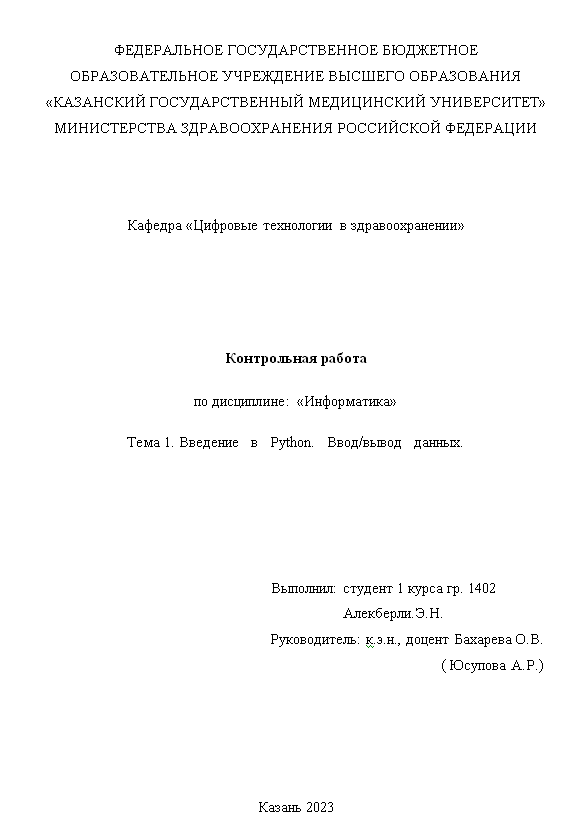 ФЕДЕРАЛЬНОЕ ГОСУДАРСТВЕННОЕ БЮДЖЕТНОЕ
ОБРАЗОВАТЕЛЬНОЕ УЧРЕЖДЕНИЕ ВЫСШЕГО ОБРАЗОВАНИЯ
«КАЗАНСКИЙ ГОСУДАРСТВЕННЫЙ МЕДИЦИНСКИЙ УНИВЕРСИТЕТ»
МИНИСТЕРСТВА ЗДРАВООХРАНЕНИЯ РОССИЙСКОЙ ФЕДЕРАЦИИ
Кафедра «Цифровые технологии в здравоохранении»
Контрольная работа
по дисциплине: «Информатика»
Тема 1. Введение в Python. Ввод/вывод данных.
Выполнил: студент 1 курса гр. 1402
Алекберли.Э.Н.
Руководитель: к.э.н., доцент Бахарева О.В.
( Юсупова А.Р.)
Казань 2023